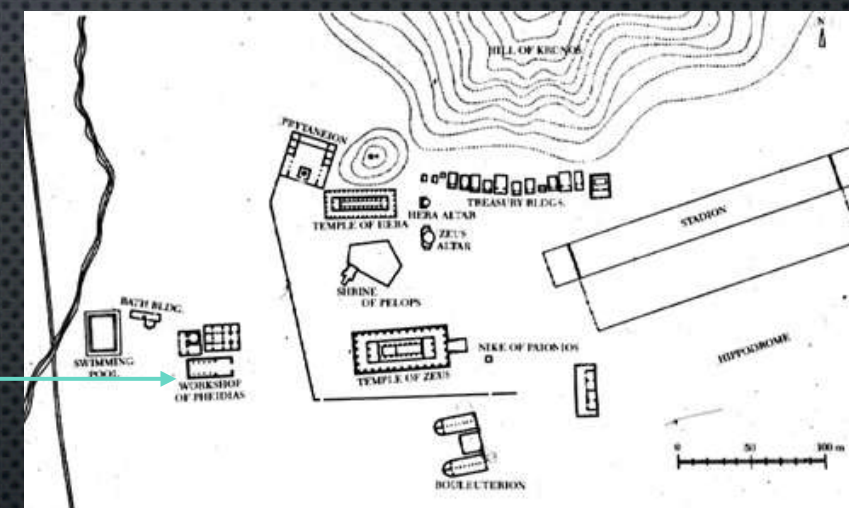 N
HILL OF KRONOS
PRYTANEION
TREASURY BLDGS.
HERA ALTAR
TEMPLE OF HERA
STADION
ZEUS
ALTAR
SHRINE
OF PELOPS
BATH BLDG.
NIKE OF PAIONIOS
HIPPODROME
SWIMMING
POOL
TEMPLE OF ZEUS
WORKSHOP
OF PHEIDIAS
0 50 100 m
BOULEUTERION